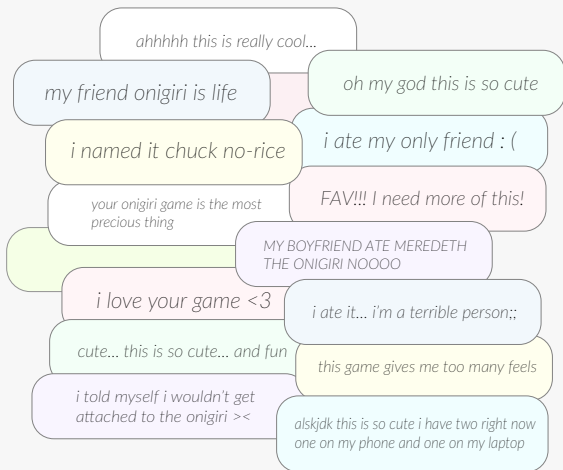 ahhhhh this is really cool...
my friend onigiri is life
oh my god this is so cute
i named it chuck no-rice
i ate my only friend : (
your onigiri game is the most
precious thing
FAV!!! I need more of this!
MY BOYFRIEND ATE MEREDETH
THE ONIGIRI NOOOO
i love your game <3
i ate it... i'm a terrible person;;
cute... this is so cute... and fun
this game gives me too many feels
i told myself i wouldn't get
attached to the onigiri ><
alskjdk this is so cute i have two right now
one on my phone and one on my laptop